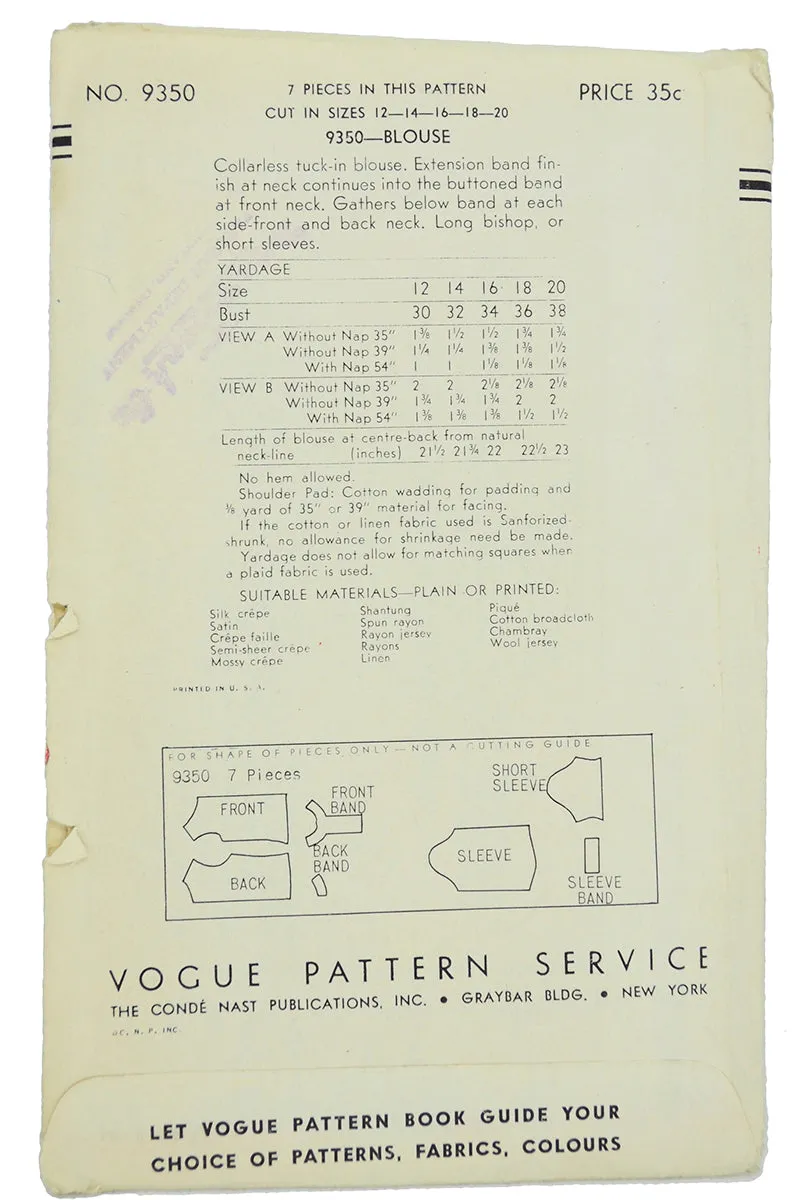 NO. 9350
7 PIECES IN THIS PATTERN
PRICE 35c
CUT IN SIZES 12—14—16—18—20
9350—BLOUSE
Collarless tuck-in blouse. Extension band fin-
ish at neck continues into the buttoned band
at front neck. Gathers below band at each
side-front and back neck. Long bishop, or
short sleeves.
YARDAGE
Size 12 14 16 18 20
Bust 30 32 34 36 38
VIEW A Without Nap 35" 1⅜ 1½ 1½ 1¾ 1¾
Without Nap 39" 1¼ 1¼ 1⅜ 1⅜ 1½
With Nap 54" 1 1 1⅛ 1⅛ 1⅛
VIEW B Without Nap 35" 2 2 2⅛ 2⅛ 2⅛
Without Nap 39" 1¾ 1¾ 1¾ 2 2
With Nap 54" 1⅜ 1⅜ 1⅜ 1½ 1½
Length of blouse at centre-back from natural
neck-line (inches) 21½ 21¾ 22 22½ 23
No hem allowed.
Shoulder Pad: Cotton wadding for padding and
⅜ yard of 35" or 39" material for facing.
If the cotton or linen fabric used is Sanforized-
shrunk, no allowance for shrinkage need be made.
Yardage does not allow for matching squares when
a plaid fabric is used.
SUITABLE MATERIALS—PLAIN OR PRINTED:
Silk crêpe Shantung Piqué
Satin Spun rayon Cotton broadcloth
Crêpe faille Rayon jersey Chambray
Semi-sheer crêpe Rayons Wool jersey
Mossy crêpe Linen
PRINTED IN U. S. A.
FOR SHAPE OF PIECES ONLY—NOT A CUTTING GUIDE
9350 7 Pieces
FRONT
FRONT
BAND
SHORT
SLEEVE
BACK
BACK
BAND
SLEEVE
SLEEVE
BAND
VOGUE PATTERN SERVICE
THE CONDÉ NAST PUBLICATIONS, INC. • GRAYBAR BLDG. • NEW YORK
C. N. P. INC.
LET VOGUE PATTERN BOOK GUIDE YOUR
CHOICE OF PATTERNS, FABRICS, COLOURS